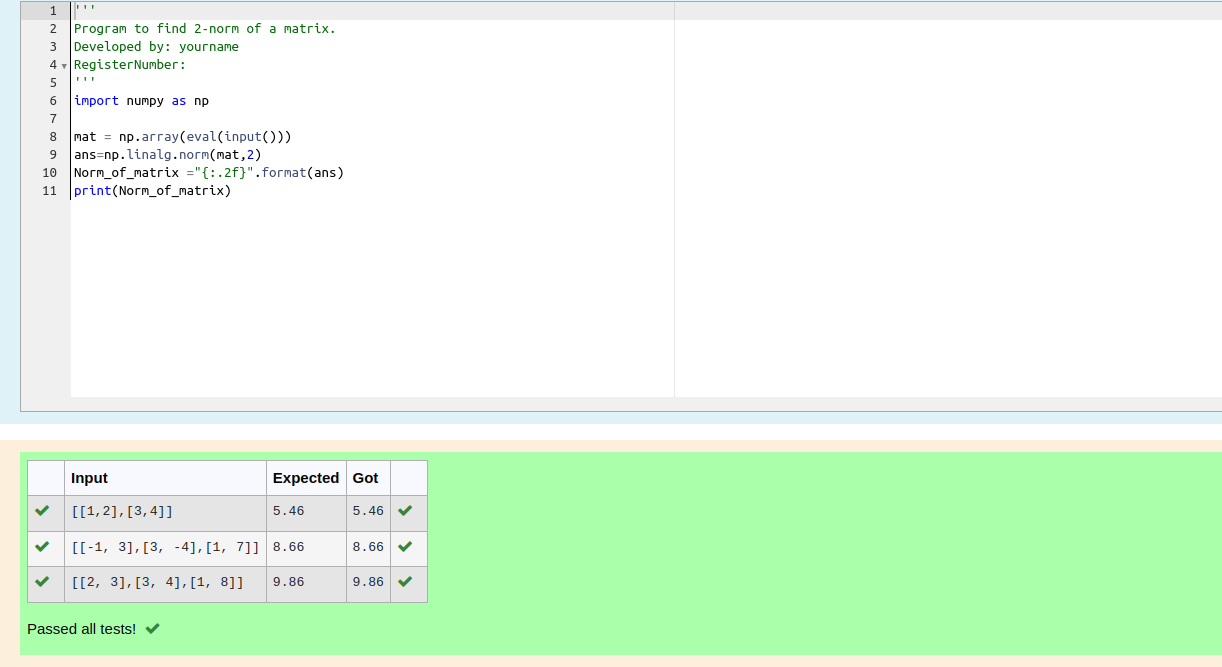 1 '''
2 Program to find 2-norm of a matrix.
3 Developed by: yourname
4 RegisterNumber:
5 '''
6 import numpy as np
7
8 mat = np.array(eval(input()))
9 ans=np.linalg.norm(mat,2)
10 Norm_of_matrix ="{:.2f}".format(ans)
11 print(Norm_of_matrix)
Input Expected Got
[[1,2],[3,4]] 5.46 5.46
[[-1, 3],[3, -4],[1, 7]] 8.66 8.66
[[2, 3],[3, 4],[1, 8]] 9.86 9.86
Passed all tests!